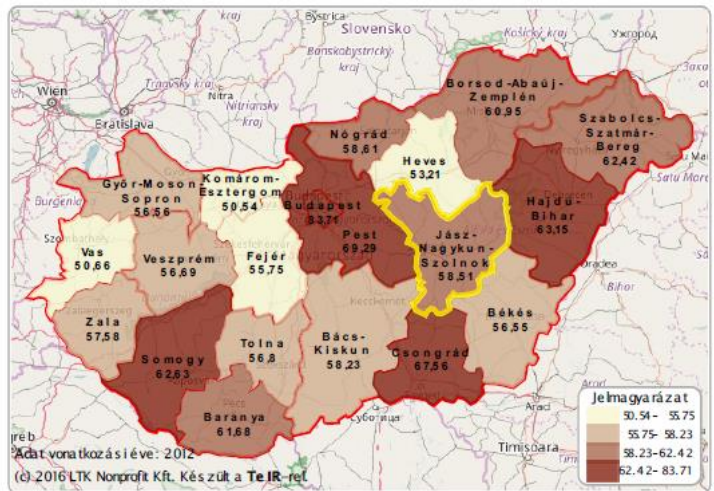 kraj
Bystrica
Slovensko
Košický kraj
Ужгород
Banskobystrický
kraj
Wien
Trnavský kraj
Nitra
Nitriansky
kraj
Bratislava
Borsod-Abaúj-
Zemplén
60,95
Nógrád
58,61
Szabolcs-
Szatmár-
Bereg
62,42
Satu Mare
Heves
53,21
Komárom-
Esztergom
50,54
Győr-Moson-
Sopron
56,56
Burgenland
Budapest
83,71
Pest
69,29
Hajdú-
Bihar
63,15
Jász-
Nagykun-
Szolnok
58,51
Oradea
Bihor
Vas
50,66
Veszprém
56,69
Fejér
55,75
Zala
57,58
Somogy
62,63
Tolna
56,8
Bács-
Kiskun
58,23
Békés
56,55
Csongrád
67,56
Baranya
61,68
Pécs
Суботица
Arad
Arad
Timisoara
Jelmagyarázat
50.54- 55.75
55.75- 58.23
58.23-62.42
62.42-83.71
Adat vonatkozási éve: 2012
(c) 2016 LTK Nonprofit Kft. Készült a TeIR-rel.